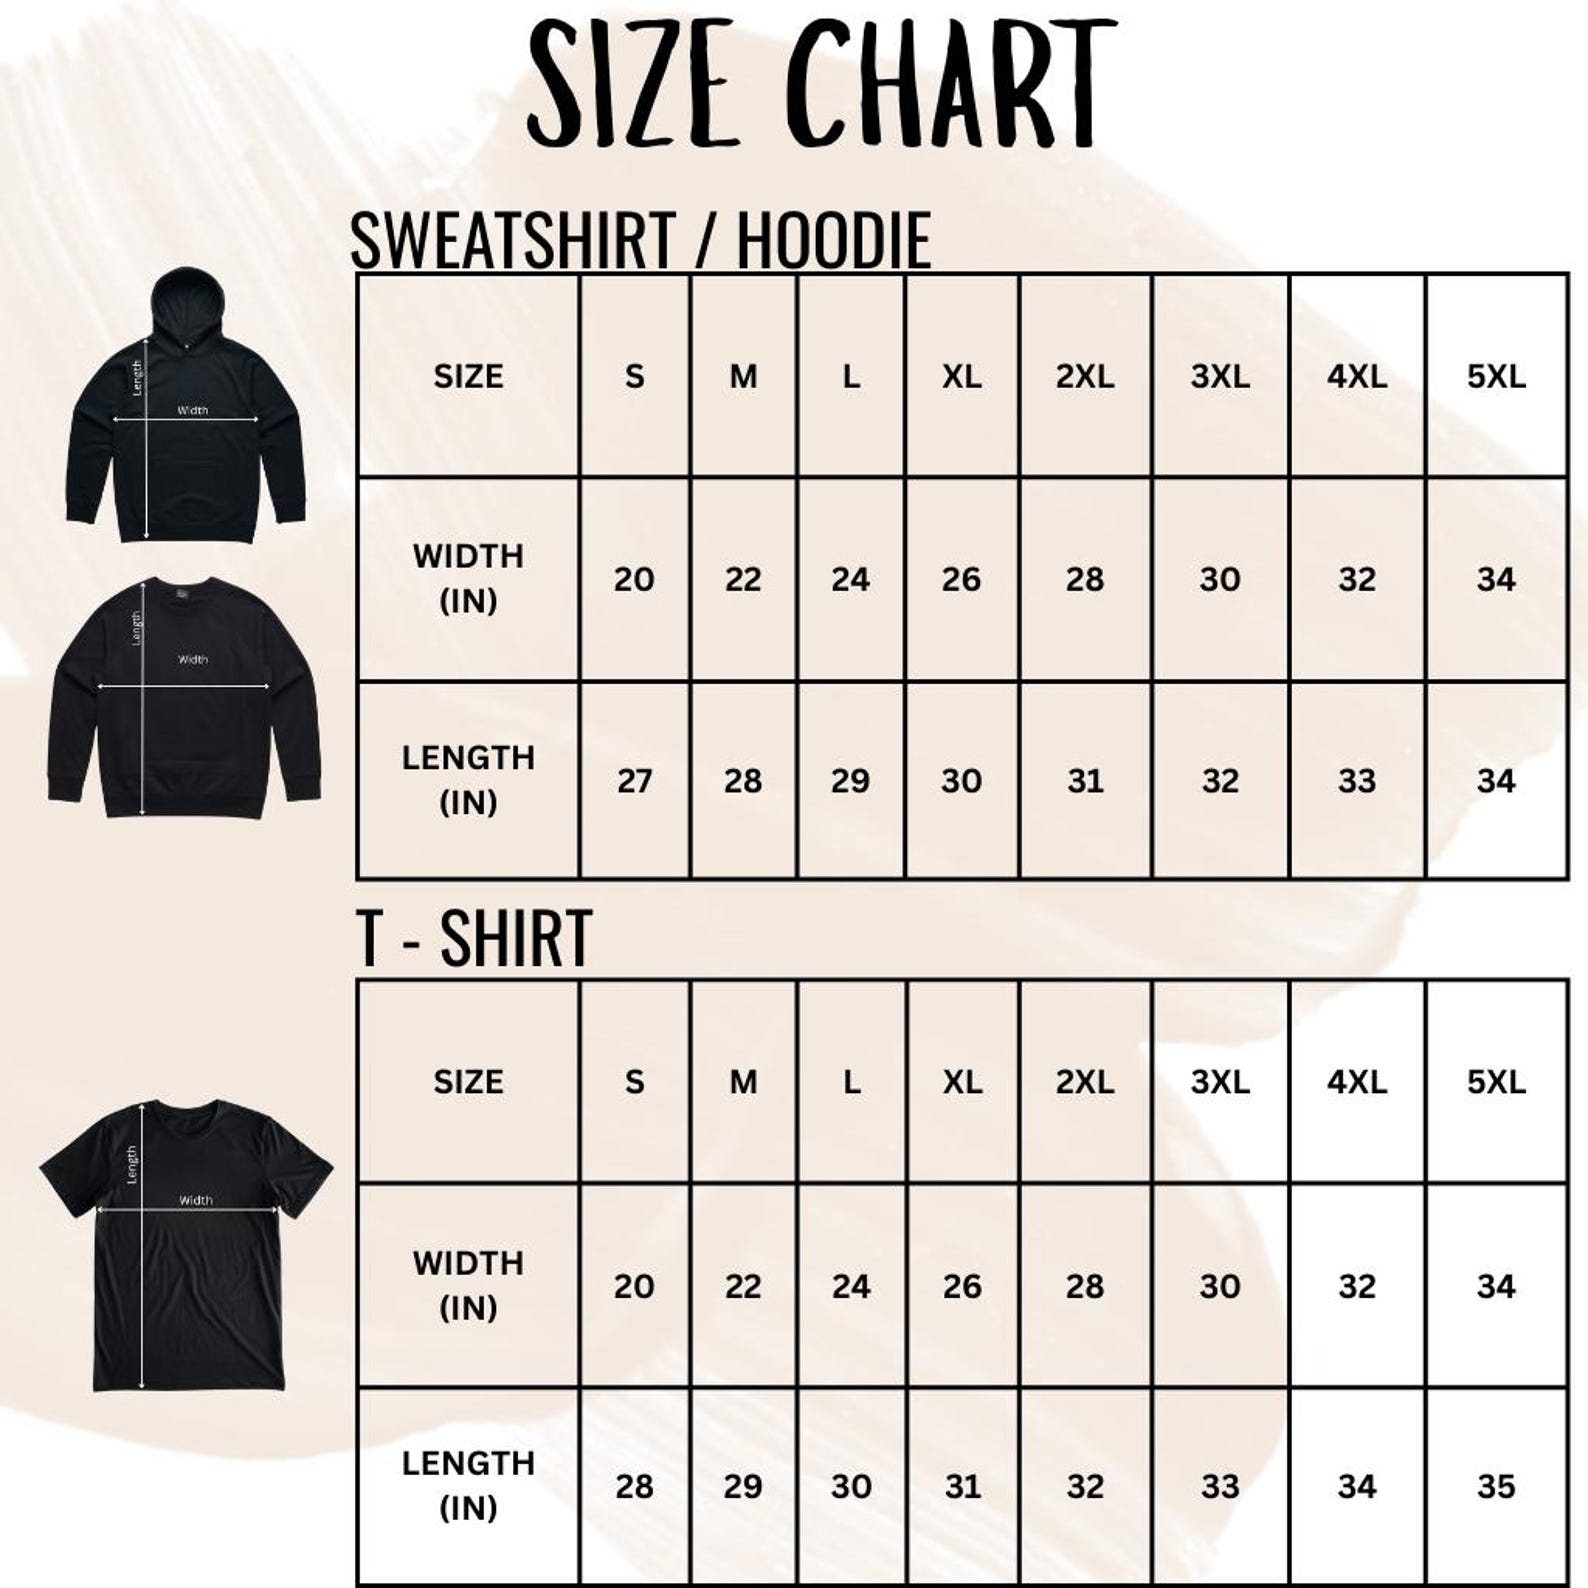 SIZE CHART
SWEATSHIRT / HOODIE
SIZE S M L XL 2XL 3XL 4XL 5XL
WIDTH
(IN) 20 22 24 26 28 30 32 34
LENGTH
(IN) 27 28 29 30 31 32 33 34
Length
Width
Length
Width
T - SHIRT
SIZE S M L XL 2XL 3XL 4XL 5XL
WIDTH
(IN) 20 22 24 26 28 30 32 34
LENGTH
(IN) 28 29 30 31 32 33 34 35
Length
Width